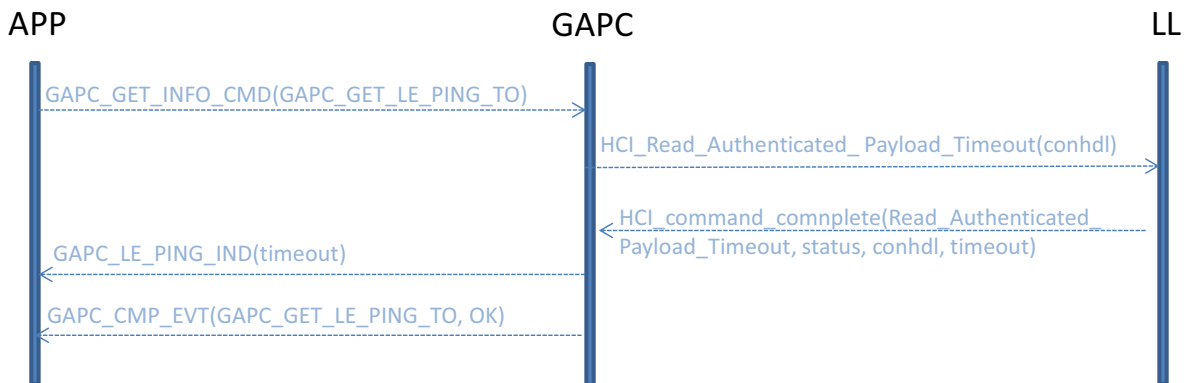 APP
GAPC
LL
GAPC_GET_INFO_CMD(GAPC_GET_LE_PING_TO)
HCI_Read_Authenticated_ Payload_Timeout(conhdl)
HCI_command_comnplete(Read_Authenticated_
Payload_Timeout, status, conhdl, timeout)
GAPC_LE_PING_IND(timeout)
GAPC_CMP_EVT(GAPC_GET_LE_PING_TO, OK)